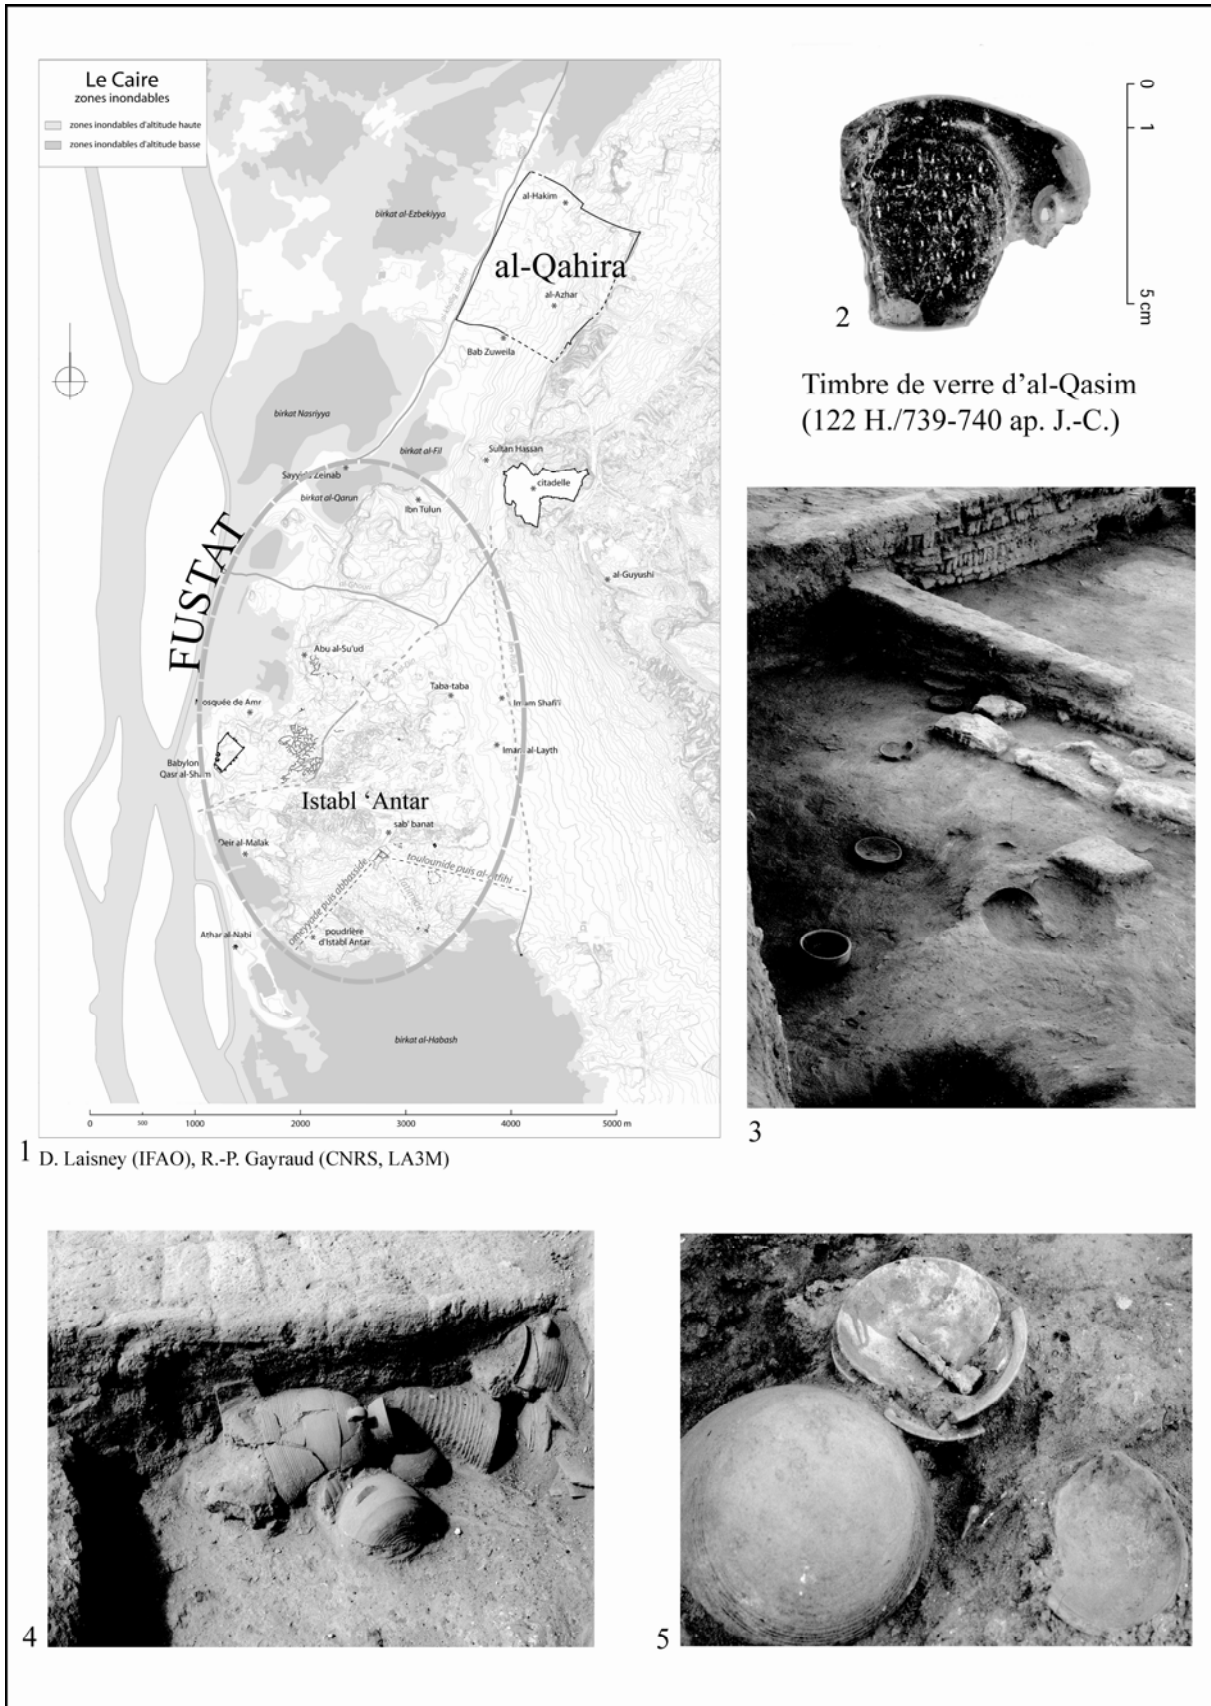 Le Caire
zones inondables
zones inondables d'altitude haute
zones inondables d'altitude basse
al-Hakim
birkat al-Ezbekiyya
al-Qahira
al-Azhar
Bab Zuweila
birkat Nasriyya
birkat al-Fil
Sultan Hassan
Sayyida Zeinab
citadelle
birkat al-Qarun
Ibn Tulun
FUSTAT
al-Guyushi
Abu al-Su'ud
Taba-taba
Mosquée de Amr
Imam Shafi'i
Imam al-Layth
Babylon
Qasr al-Sham
Istabl ‘Antar
sab' banat
Deir al-Malak
omeyyade puis abbasside
toulounide puis al-Itfihi
Athar al-Nabi
poudrière
d'Istabl Antar
birkat al-Habash
0 500 1000 2000 3000 4000 5000 m
1 D. Laisney (IFAO), R.-P. Gayraud (CNRS, LA3M)
0
1
5 cm
2
Timbre de verre d’al-Qasim
(122 H./739-740 ap. J.-C.)
3
4
5